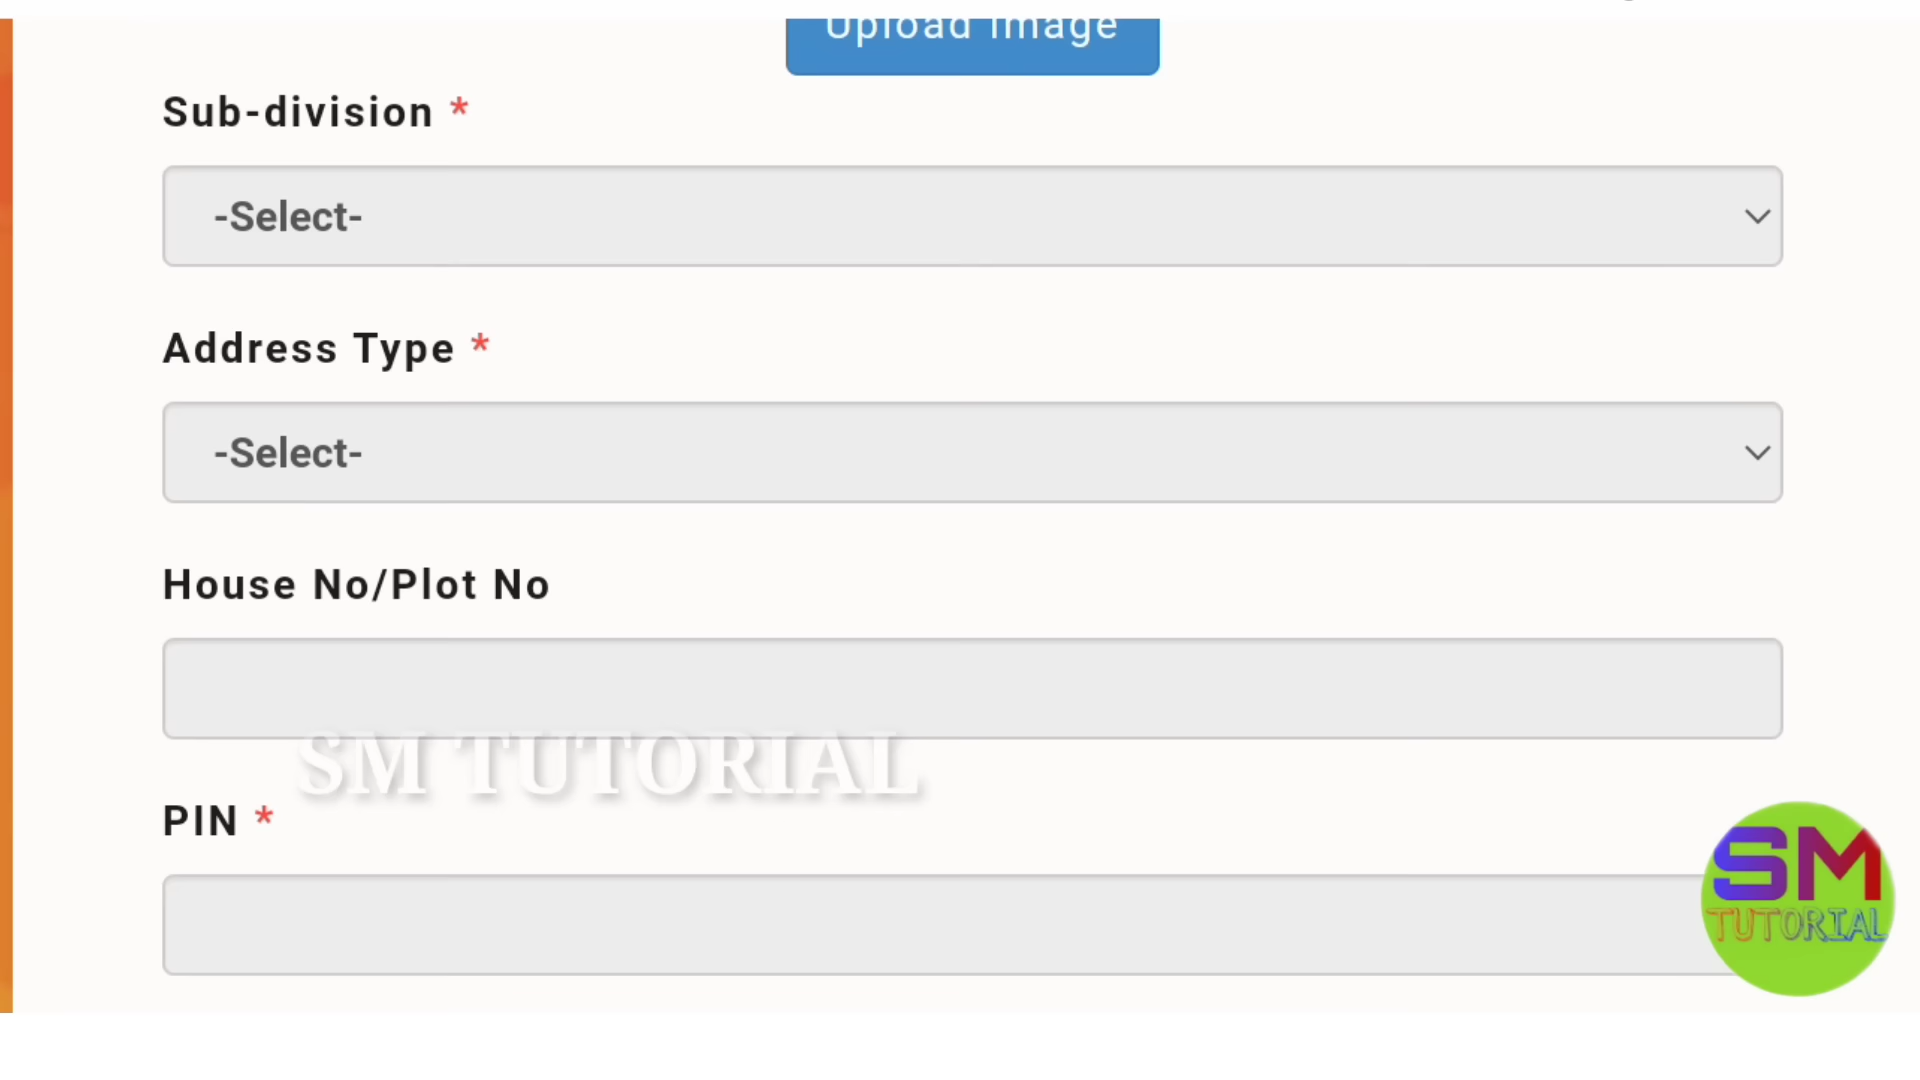 Upload Image
Sub-division *
-Select-
Address Type *
-Select-
House No/Plot No
SM TUTORIAL
PIN *
SM
TUTORIAL